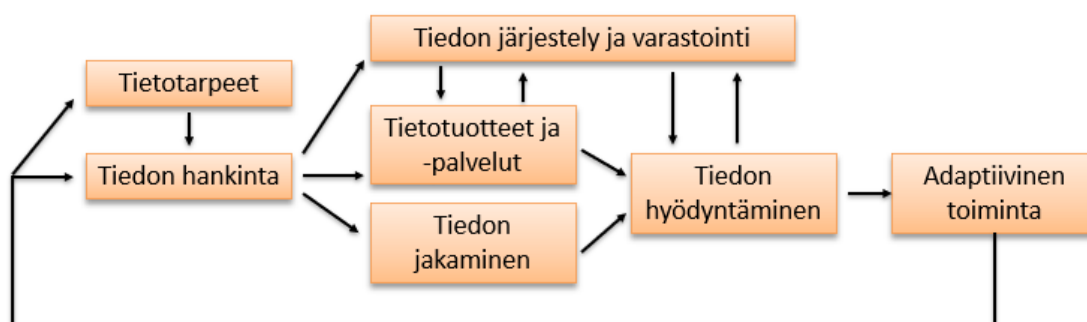 Tiedon järjestely ja varastointi
Tietotarpeet
Tiedon hankinta
Tietotuotteet ja
-palvelut
Tiedon
jakaminen
Tiedon
hyödyntäminen
Adaptiivinen
toiminta